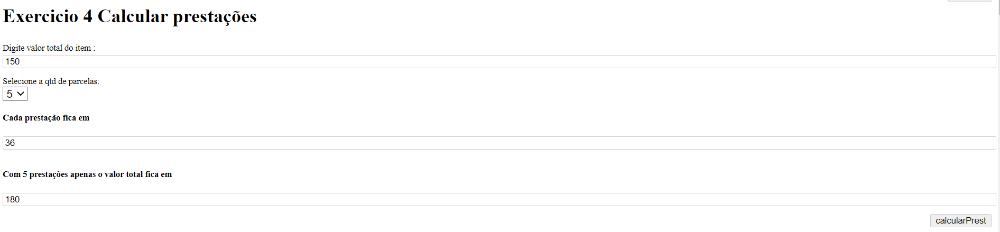 Exercicio 4 Calcular prestações
Digite valor total do item :
150
Selecione a qtd de parcelas:
5
Cada prestação fica em
36
Com 5 prestações apenas o valor total fica em
180
calcularPrest